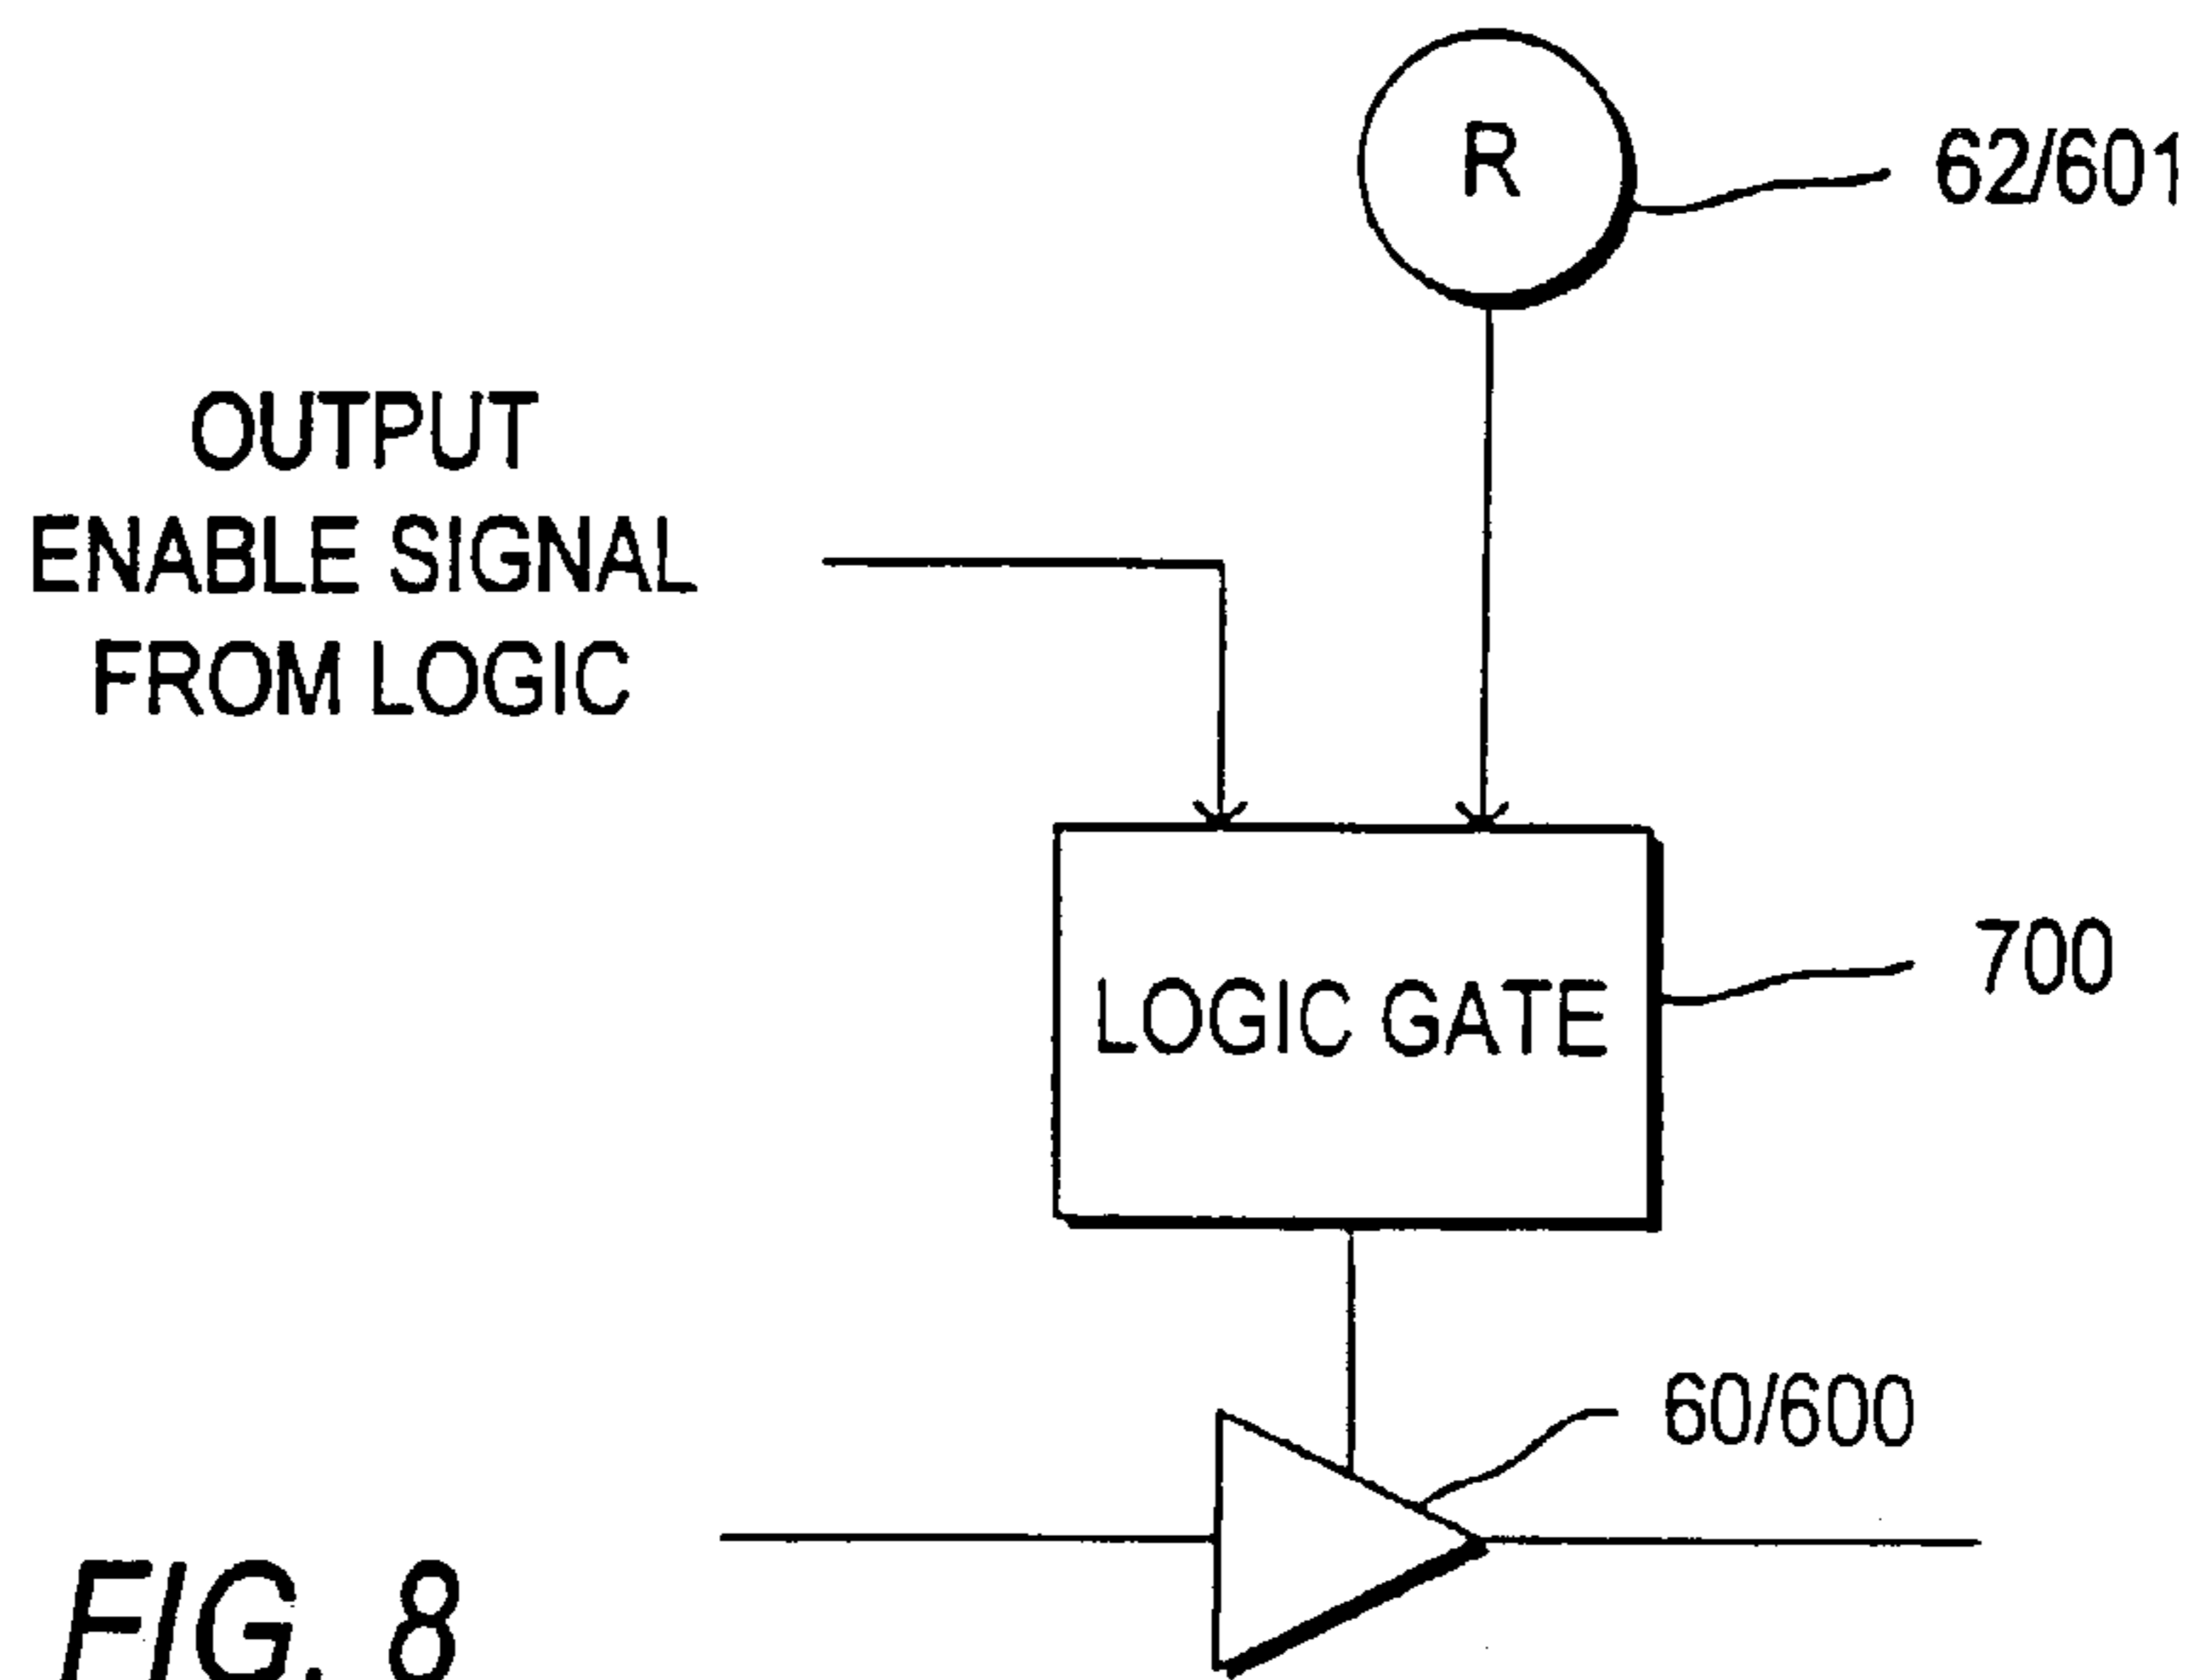 R
62/601
OUTPUT
ENABLE SIGNAL
FROM LOGIC
LOGIC GATE
700
60/600
FIG. 8